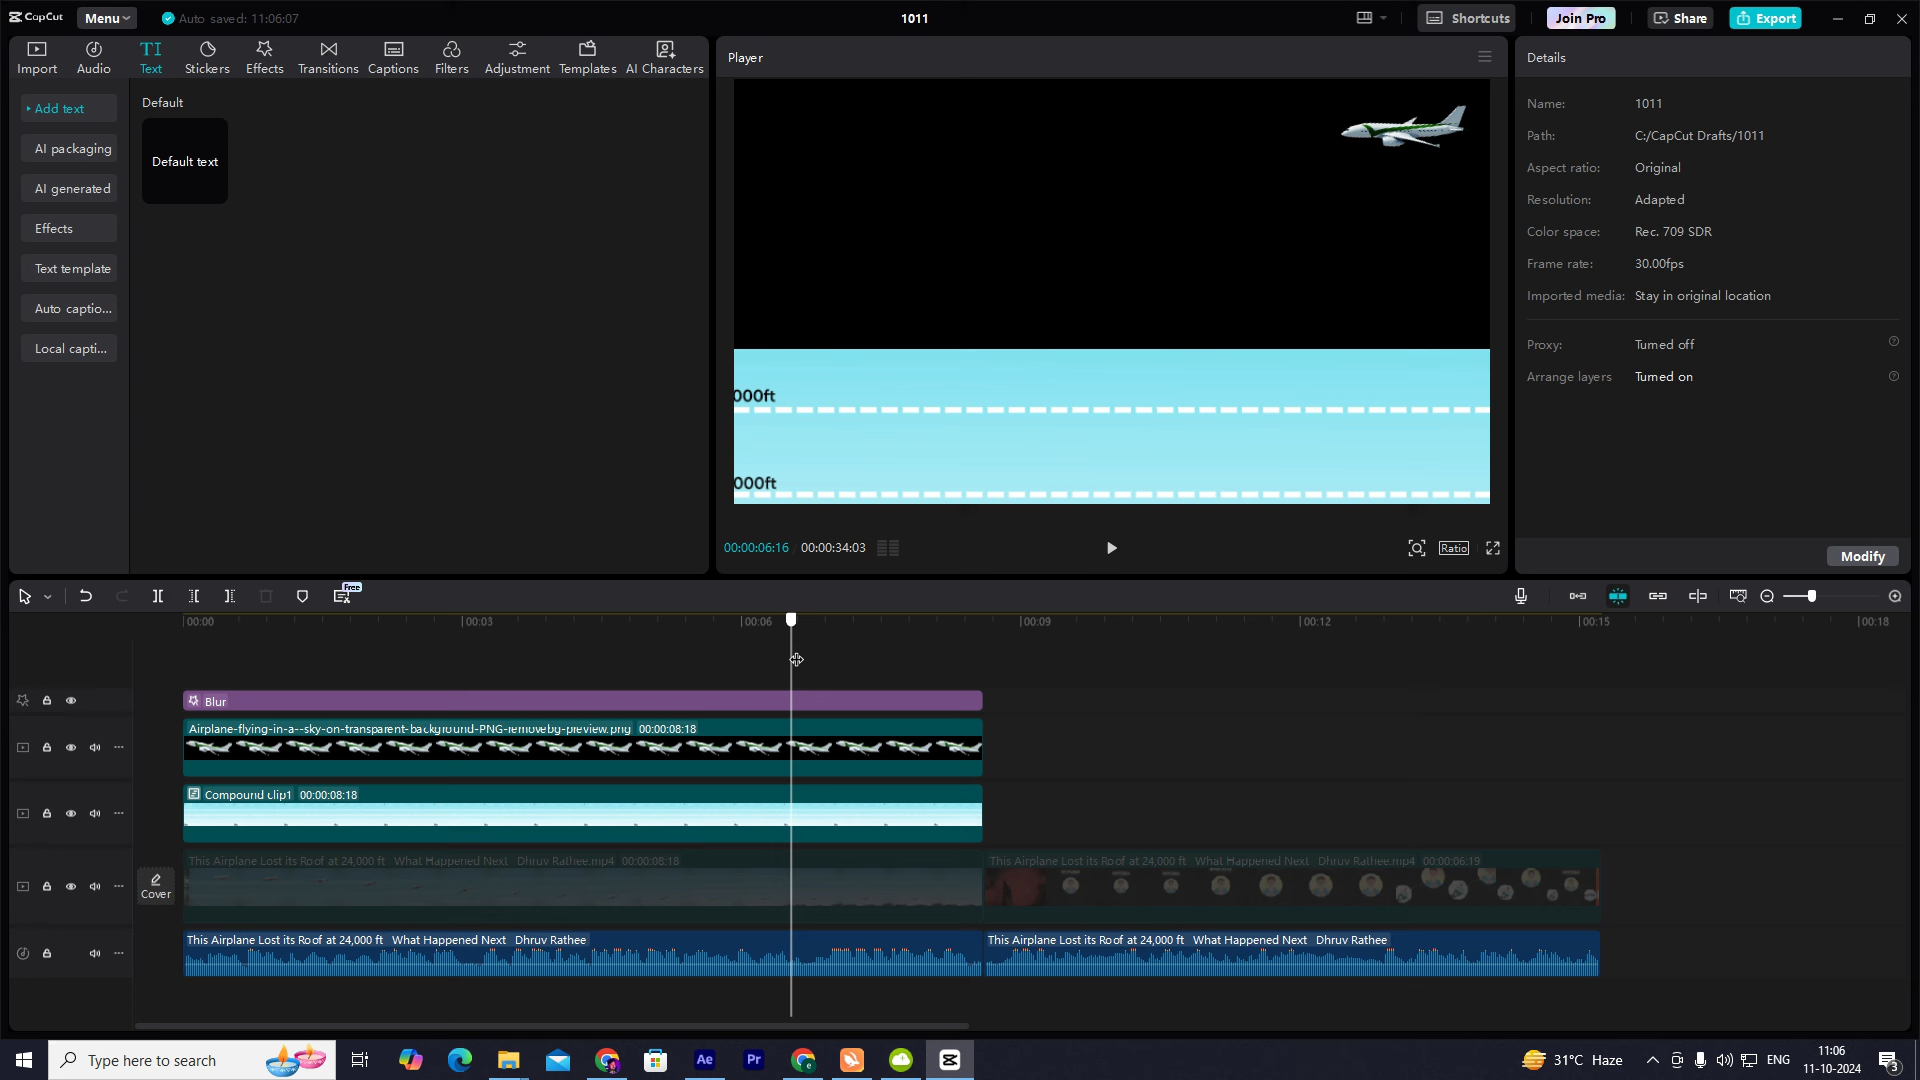 CapCut
Menu
Auto saved: 11:06:07
1011
Shortcuts
Join Pro
Share
Export
Import
Audio
TI
Text
Stickers
Effects
Transitions
Captions
Filters
Adjustment
Templates
AI Characters
Add text
AI packaging
AI generated
Effects
Text template
Auto captio...
Local capti...
Default
Default text
Player
000ft
000ft
00:00:06:16
00:00:34:03
Ratio
Details
Name: 1011
Path: C:/CapCut Drafts/1011
Aspect ratio: Original
Resolution: Adapted
Color space: Rec. 709 SDR
Frame rate: 30.00fps
Imported media: Stay in original location
Proxy: Turned off
Arrange layers Turned on
Modify
Free
00:00
00:03
00:06
00:09
00:12
00:15
00:18
Blur
Airplane-flying-in-a--sky-on-transparent-background-PNG-removeby-preview.png 00:00:08:18
Compound clip1 00:00:08:18
Cover
This Airplane Lost its Roof at 24,000 ft What Happened Next Dhruv Rathee.mp4 00:00:08:18
This Airplane Lost its Roof at 24,000 ft What Happened Next Dhruv Rathee.mp4 00:00:06:19
This Airplane Lost its Roof at 24,000 ft What Happened Next Dhruv Rathee
This Airplane Lost its Roof at 24,000 ft What Happened Next Dhruv Rathee
Type here to search
Ae
Pr
31°C Haze
ENG
11:06
11-10-2024
3